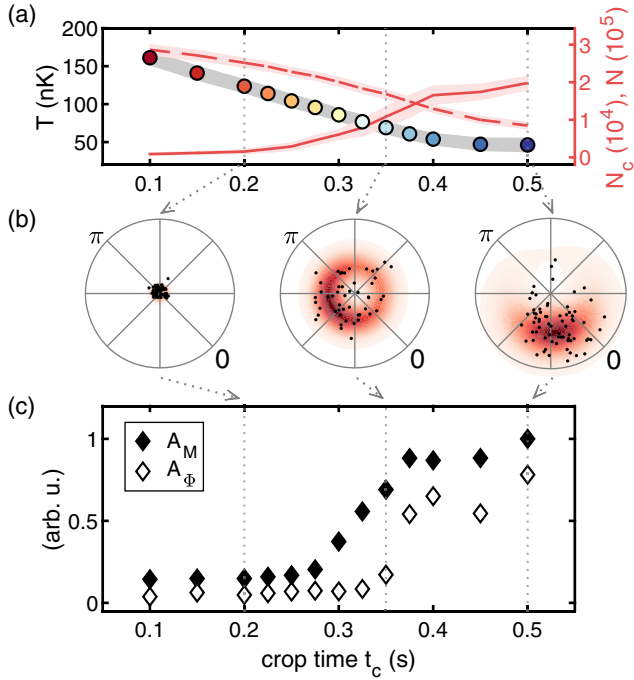 (a)
200
150
100
50
T (nK)
3
2
1
0
N_c (10^4), N (10^5)
0.1 0.2 0.3 0.4 0.5
(b)
π π π
0 0 0
(c)
1
0.5
0
(arb. u.)
A_M
A_Φ
0.1 0.2 0.3 0.4 0.5
crop time t_c (s)